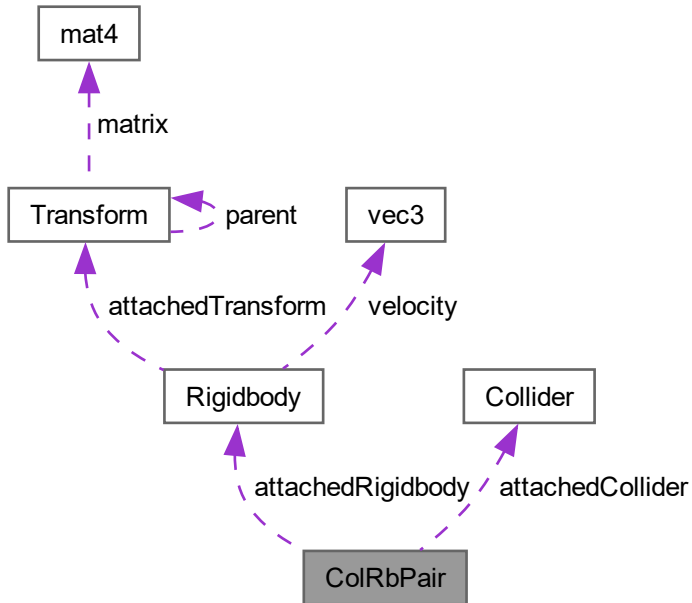 mat4
matrix
Transform
parent
vec3
attachedTransform
velocity
Rigidbody
Collider
attachedRigidbody
attachedCollider
ColRbPair